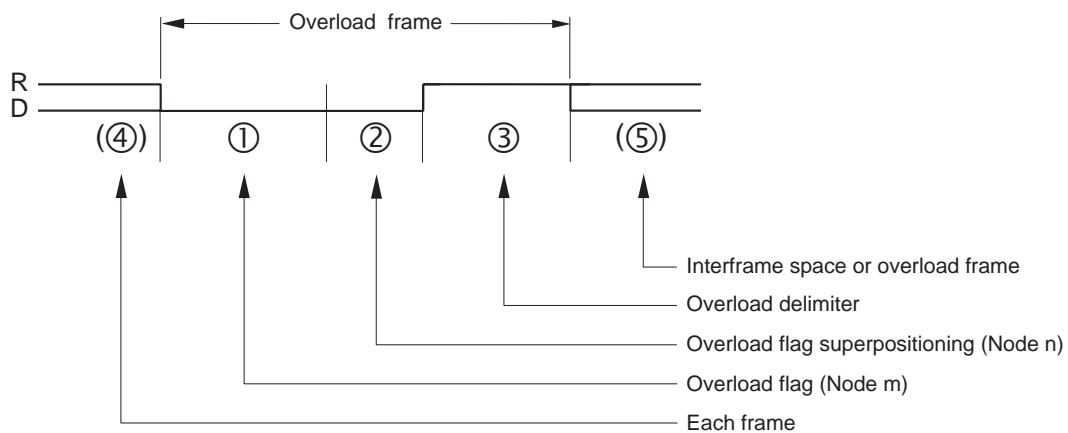 Overload frame
R
D
(④) ① ② ③ (⑤)
Interframe space or overload frame
Overload delimiter
Overload flag superpositioning (Node n)
Overload flag (Node m)
Each frame